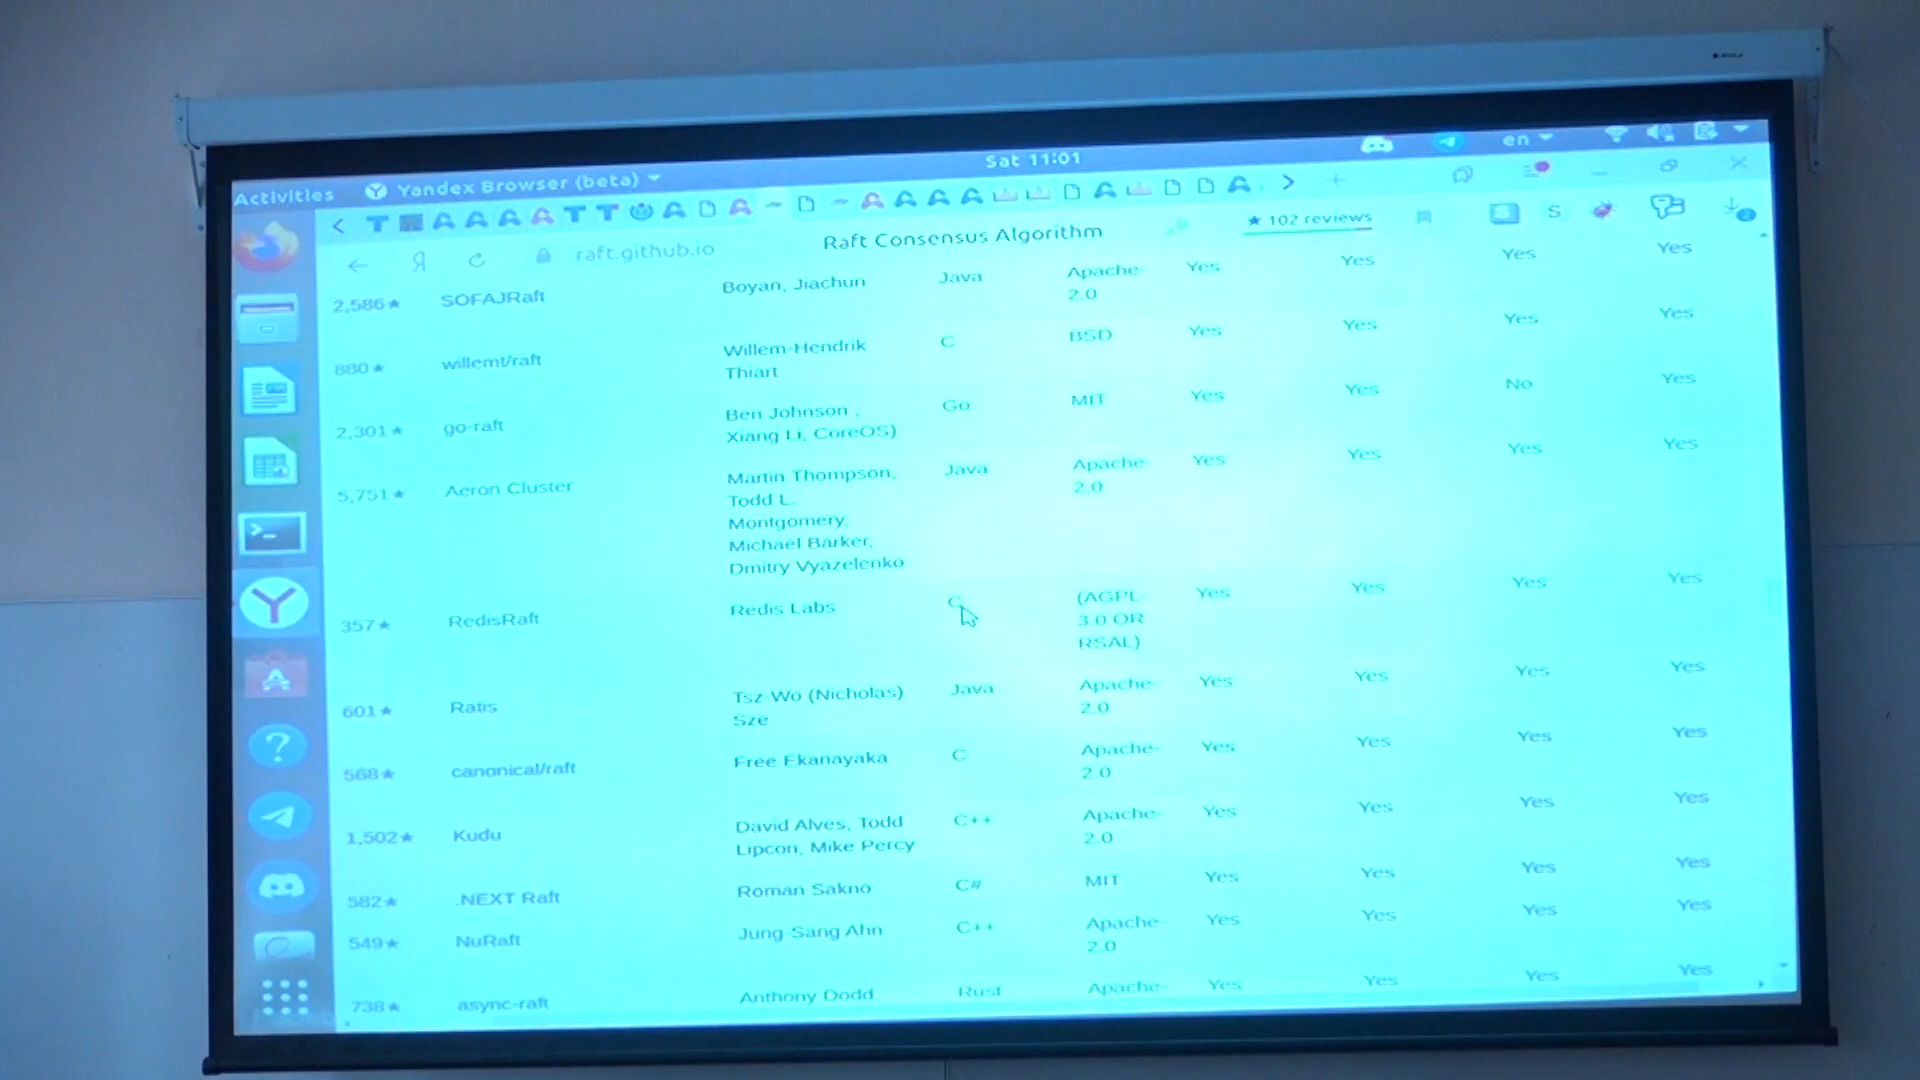 Activities Yandex Browser (beta) Sat 11:01 en
raft.github.io Raft Consensus Algorithm ★ 102 reviews S
2,586★ SOFAJRaft Boyan, Jiachun Java Apache- Yes Yes Yes Yes
2.0
880★ willemt/raft Willem-Hendrik C BSD Yes Yes Yes Yes
Thiart
2,301★ go-raft Ben Johnson , Go MIT Yes Yes No Yes
Xiang Li, CoreOS)
5,751★ Aeron Cluster Martin Thompson, Java Apache- Yes Yes Yes Yes
Todd L. 2.0
Montgomery,
Michael Barker,
Dmitry Vyazelenko
357★ RedisRaft Redis Labs C (AGPL- Yes Yes Yes Yes
3.0 OR
RSAL)
601★ Ratis Tsz-Wo (Nicholas) Java Apache- Yes Yes Yes Yes
Sze 2.0
568★ canonical/raft Free Ekanayaka C Apache- Yes Yes Yes Yes
2.0
1,502★ Kudu David Alves, Todd C++ Apache- Yes Yes Yes Yes
Lipcon, Mike Percy 2.0
582★ .NEXT Raft Roman Sakno C# MIT Yes Yes Yes Yes
549★ NuRaft Jung-Sang Ahn C++ Apache- Yes Yes Yes Yes
2.0
738★ async-raft Anthony Dodd Rust Apache- Yes Yes Yes Yes